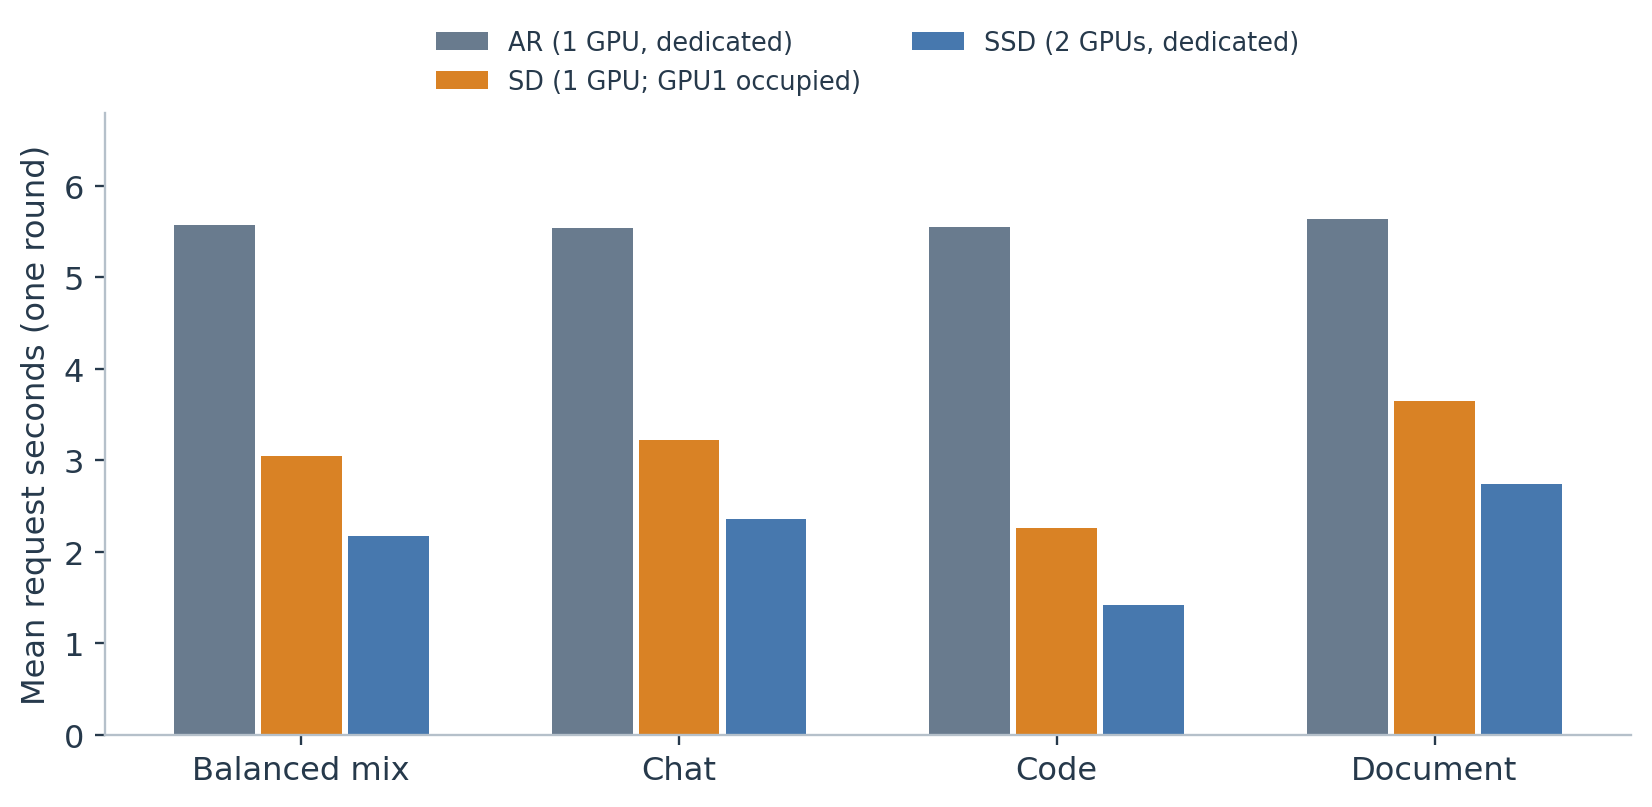 AR (1 GPU, dedicated)
SD (1 GPU; GPU1 occupied)
SSD (2 GPUs, dedicated)
Mean request seconds (one round)
6
5
4
3
2
1
0
Balanced mix
Chat
Code
Document